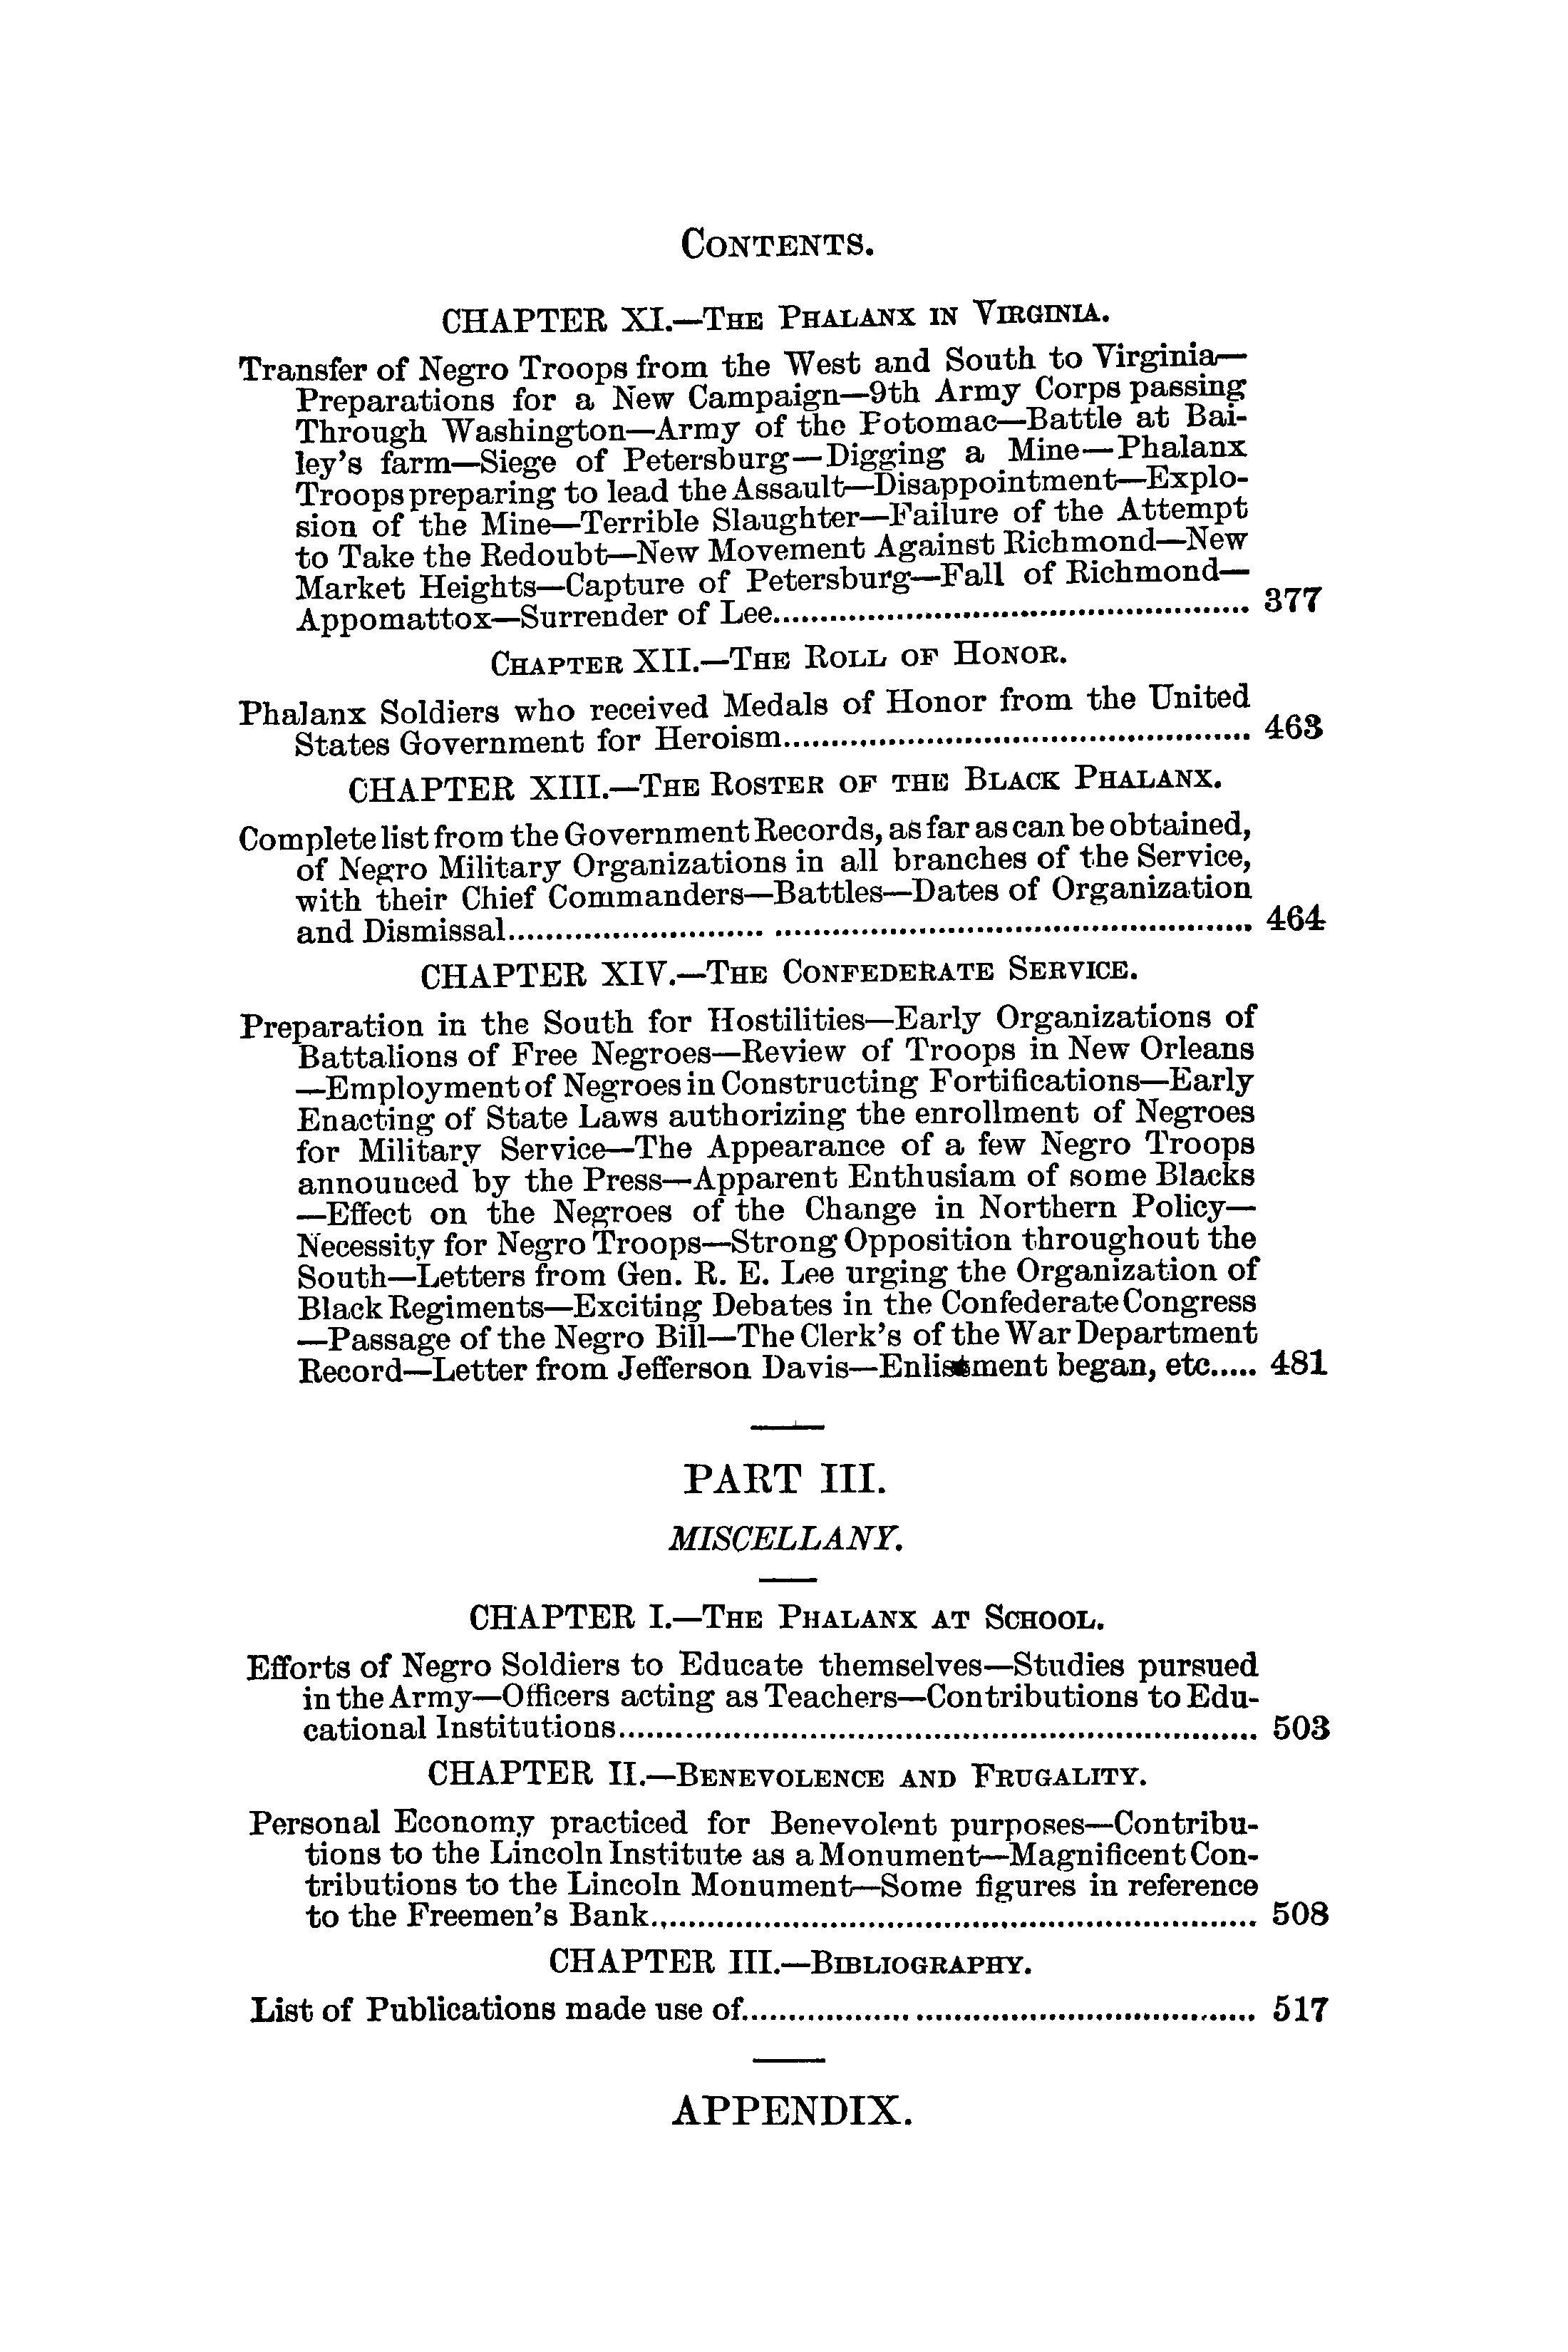 CONTENTS.
CHAPTER XI.—THE PHALANX IN VIRGINIA.
Transfer of Negro Troops from the West and South to Virginia—
Preparations for a New Campaign—9th Army Corps passing
Through Washington—Army of the Potomac—Battle at Bai-
ley's farm—Siege of Petersburg—Digging a Mine—Phalanx
Troops preparing to lead the Assault—Disappointment—Explo-
sion of the Mine—Terrible Slaughter—Failure of the Attempt
to Take the Redoubt—New Movement Against Richmond—New
Market Heights—Capture of Petersburg—Fall of Richmond—
Appomattox—Surrender of Lee.......... 377
CHAPTER XII.—THE ROLL OF HONOR.
Phalanx Soldiers who received Medals of Honor from the United
States Government for Heroism.......... 463
CHAPTER XIII.—THE ROSTER OF THE BLACK PHALANX.
Complete list from the Government Records, as far as can be obtained,
of Negro Military Organizations in all branches of the Service,
with their Chief Commanders—Battles—Dates of Organization
and Dismissal.......... 464
CHAPTER XIV.—THE CONFEDERATE SERVICE.
Preparation in the South for Hostilities—Early Organizations of
Battalions of Free Negroes—Review of Troops in New Orleans
—Employment of Negroes in Constructing Fortifications—Early
Enacting of State Laws authorizing the enrollment of Negroes
for Military Service—The Appearance of a few Negro Troops
announced by the Press—Apparent Enthusiam of some Blacks
—Effect on the Negroes of the Change in Northern Policy—
Necessity for Negro Troops—Strong Opposition throughout the
South—Letters from Gen. R. E. Lee urging the Organization of
Black Regiments—Exciting Debates in the Confederate Congress
—Passage of the Negro Bill—The Clerk's of the War Department
Record—Letter from Jefferson Davis—Enlistment began, etc..... 481
PART III.
MISCELLANY.
CHAPTER I.—THE PHALANX AT SCHOOL.
Efforts of Negro Soldiers to Educate themselves—Studies pursued
in the Army—Officers acting as Teachers—Contributions to Edu-
cational Institutions.......... 503
CHAPTER II.—BENEVOLENCE AND FRUGALITY.
Personal Economy practiced for Benevolent purposes—Contribu-
tions to the Lincoln Institute as a Monument—Magnificent Con-
tributions to the Lincoln Monument—Some figures in reference
to the Freemen's Bank.......... 508
CHAPTER III.—BIBLIOGRAPHY.
List of Publications made use of.......... 517
APPENDIX.